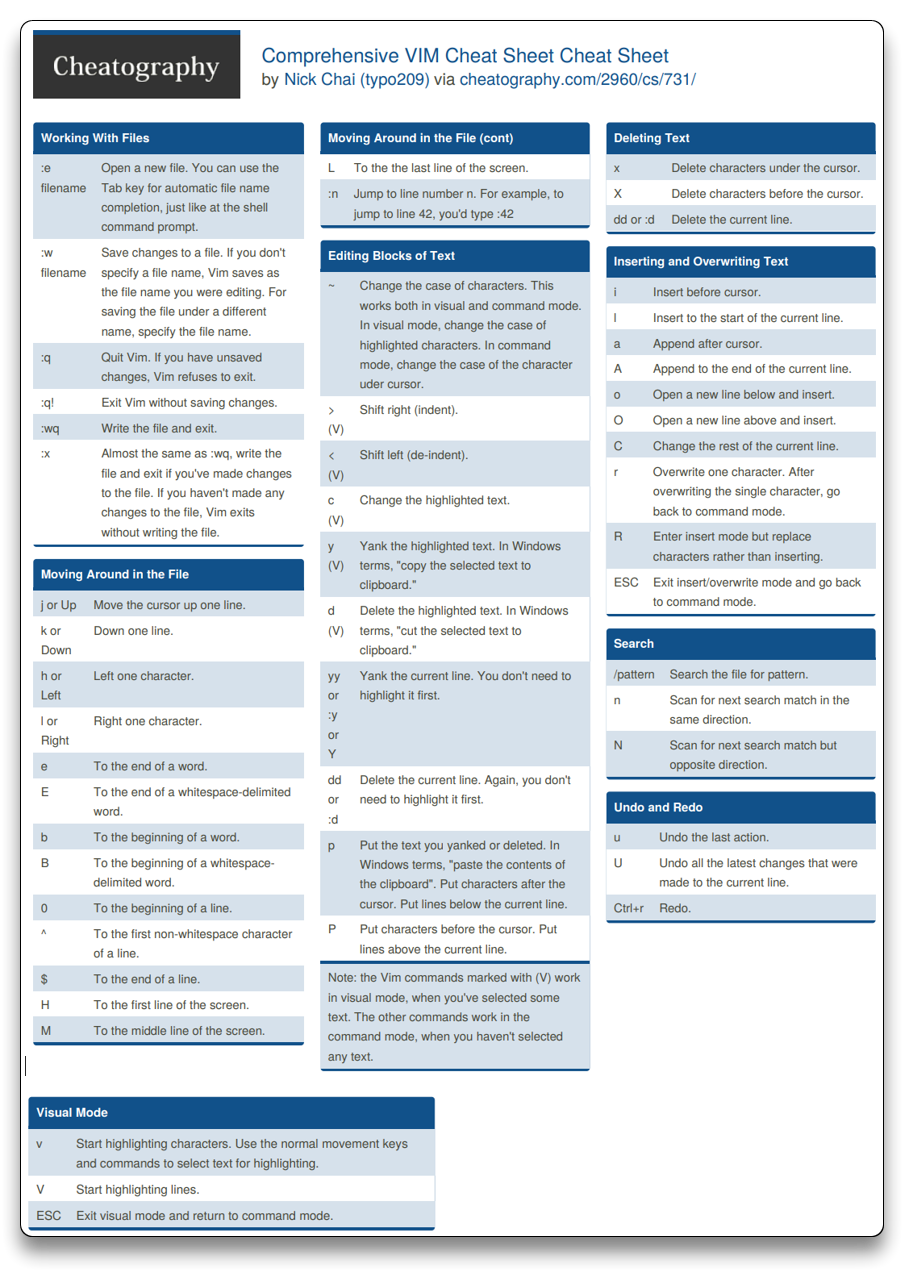 Cheatography
Comprehensive VIM Cheat Sheet Cheat Sheet
by Nick Chai (typo209) via cheatography.com/2960/cs/731/
Working With Files
:e Open a new file. You can use the
filename Tab key for automatic file name
completion, just like at the shell
command prompt.
:w Save changes to a file. If you don't
filename specify a file name, Vim saves as
the file name you were editing. For
saving the file under a different
name, specify the file name.
:q Quit Vim. If you have unsaved
changes, Vim refuses to exit.
:q! Exit Vim without saving changes.
:wq Write the file and exit.
:x Almost the same as :wq, write the
file and exit if you've made changes
to the file. If you haven't made any
changes to the file, Vim exits
without writing the file.
Moving Around in the File
j or Up Move the cursor up one line.
k or Down one line.
Down
h or Left one character.
Left
l or Right one character.
Right
e To the end of a word.
E To the end of a whitespace-delimited
word.
b To the beginning of a word.
B To the beginning of a whitespace-
delimited word.
0 To the beginning of a line.
^ To the first non-whitespace character
of a line.
$ To the end of a line.
H To the first line of the screen.
M To the middle line of the screen.
Moving Around in the File (cont)
L To the the last line of the screen.
:n Jump to line number n. For example, to
jump to line 42, you'd type :42
Editing Blocks of Text
~ Change the case of characters. This
works both in visual and command mode.
In visual mode, change the case of
highlighted characters. In command
mode, change the case of the character
uder cursor.
> Shift right (indent).
(V)
< Shift left (de-indent).
(V)
c Change the highlighted text.
(V)
y Yank the highlighted text. In Windows
(V) terms, "copy the selected text to
clipboard."
d Delete the highlighted text. In Windows
(V) terms, "cut the selected text to
clipboard."
yy Yank the current line. You don't need to
or highlight it first.
:y
or
Y
dd Delete the current line. Again, you don't
or need to highlight it first.
:d
p Put the text you yanked or deleted. In
Windows terms, "paste the contents of
the clipboard". Put characters after the
cursor. Put lines below the current line.
P Put characters before the cursor. Put
lines above the current line.
Note: the Vim commands marked with (V) work
in visual mode, when you've selected some
text. The other commands work in the
command mode, when you haven't selected
any text.
Deleting Text
x Delete characters under the cursor.
X Delete characters before the cursor.
dd or :d Delete the current line.
Inserting and Overwriting Text
i Insert before cursor.
I Insert to the start of the current line.
a Append after cursor.
A Append to the end of the current line.
o Open a new line below and insert.
O Open a new line above and insert.
C Change the rest of the current line.
r Overwrite one character. After
overwriting the single character, go
back to command mode.
R Enter insert mode but replace
characters rather than inserting.
ESC Exit insert/overwrite mode and go back
to command mode.
Search
/pattern Search the file for pattern.
n Scan for next search match in the
same direction.
N Scan for next search match but
opposite direction.
Undo and Redo
u Undo the last action.
U Undo all the latest changes that were
made to the current line.
Ctrl+r Redo.
Visual Mode
v Start highlighting characters. Use the normal movement keys
and commands to select text for highlighting.
V Start highlighting lines.
ESC Exit visual mode and return to command mode.